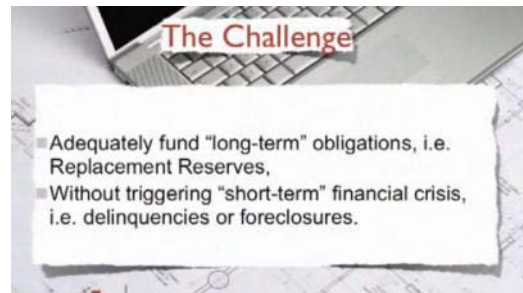 The Challenge
Adequately fund “long-term” obligations, i.e.
Replacement Reserves,
Without triggering “short-term” financial crisis,
i.e. delinquencies or foreclosures.